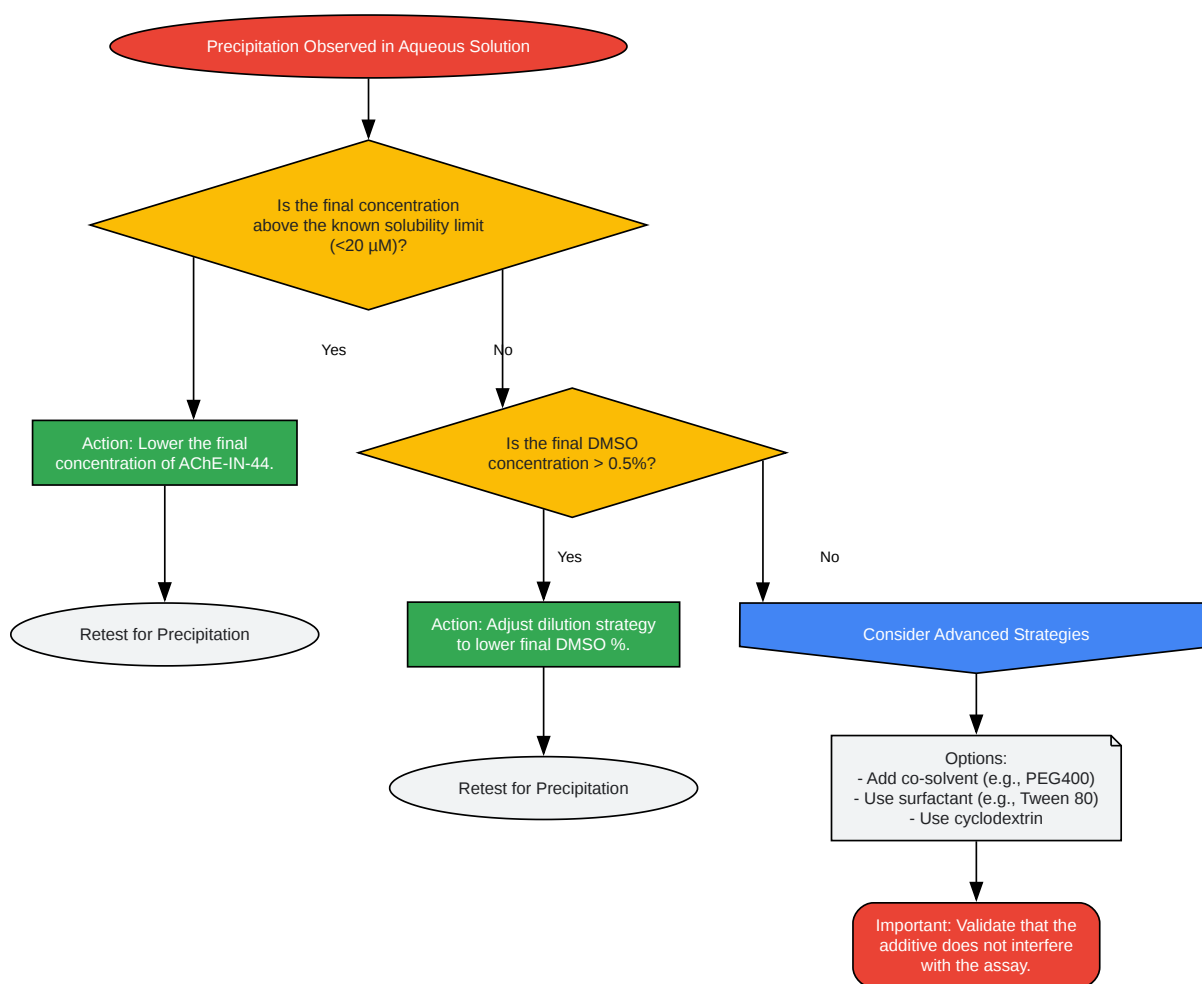 Precipitation Observed in Aqueous Solution
Is the final concentration
above the known solubility limit
(<20 µM)?
Yes
No
Action: Lower the final
concentration of AChE-IN-44.
Is the final DMSO
concentration > 0.5%?
Yes
No
Retest for Precipitation
Action: Adjust dilution strategy
to lower final DMSO %.
Consider Advanced Strategies
Retest for Precipitation
Options:
- Add co-solvent (e.g., PEG400)
- Use surfactant (e.g., Tween 80)
- Use cyclodextrin
Important: Validate that the
additive does not interfere
with the assay.